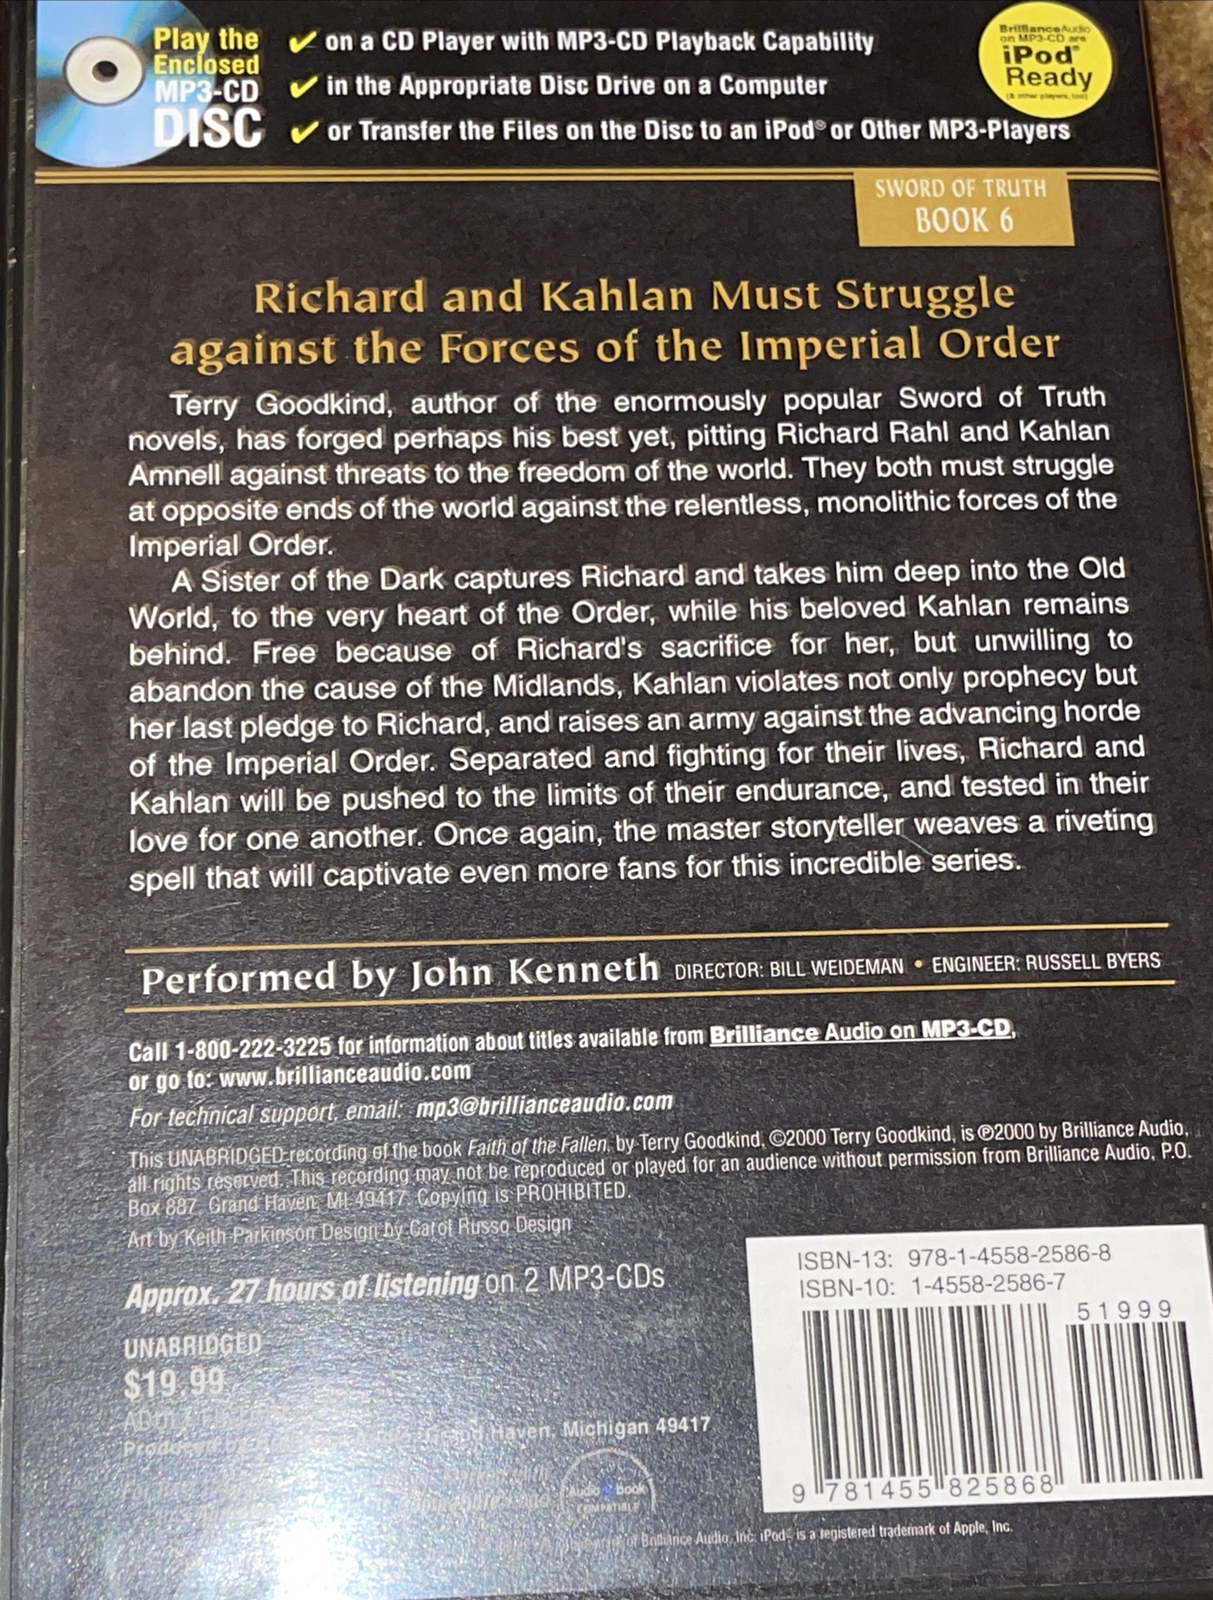 Play the
Enclosed
MP3-CD
DISC
✓ on a CD Player with MP3-CD Playback Capability
✓ in the Appropriate Disc Drive on a Computer
✓ or Transfer the Files on the Disc to an iPod® or Other MP3-Players
BrillianceAudio
on MP3-CD are
iPod®
Ready
(& other players, too)
SWORD OF TRUTH
BOOK 6
Richard and Kahlan Must Struggle
against the Forces of the Imperial Order
Terry Goodkind, author of the enormously popular Sword of Truth
novels, has forged perhaps his best yet, pitting Richard Rahl and Kahlan
Amnell against threats to the freedom of the world. They both must struggle
at opposite ends of the world against the relentless, monolithic forces of the
Imperial Order.
A Sister of the Dark captures Richard and takes him deep into the Old
World, to the very heart of the Order, while his beloved Kahlan remains
behind. Free because of Richard's sacrifice for her, but unwilling to
abandon the cause of the Midlands, Kahlan violates not only prophecy but
her last pledge to Richard, and raises an army against the advancing horde
of the Imperial Order. Separated and fighting for their lives, Richard and
Kahlan will be pushed to the limits of their endurance, and tested in their
love for one another. Once again, the master storyteller weaves a riveting
spell that will captivate even more fans for this incredible series.
Performed by John Kenneth DIRECTOR: BILL WEIDEMAN • ENGINEER: RUSSELL BYERS
Call 1-800-222-3225 for information about titles available from Brilliance Audio on MP3-CD,
or go to: www.brillianceaudio.com
For technical support, email: mp3@brillianceaudio.com
This UNABRIDGED recording of the book Faith of the Fallen, by Terry Goodkind, ©2000 Terry Goodkind, is ℗2000 by Brilliance Audio,
all rights reserved. This recording may not be reproduced or played for an audience without permission from Brilliance Audio, P.O.
Box 887, Grand Haven, MI 49417. Copying is PROHIBITED.
Art by Keith Parkinson Design by Carol Russo Design
Approx. 27 hours of listening on 2 MP3-CDs
UNABRIDGED
$19.99
Produced by Grand Haven, Michigan 49417
Audio book
COMPATIBLE
of Brilliance Audio, Inc. iPod® is a registered trademark of Apple, Inc.
ISBN-13: 978-1-4558-2586-8
ISBN-10: 1-4558-2586-7
51999
9 781455 825868